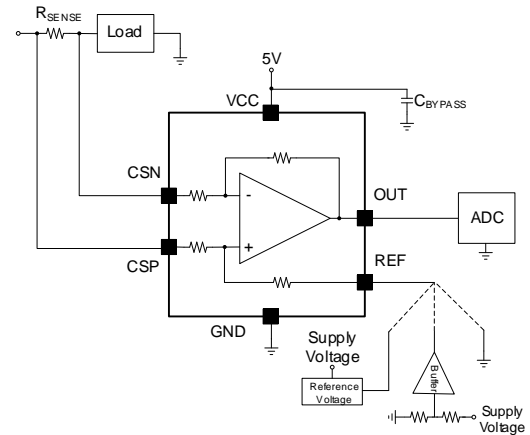 RSENSE
Load
5V
VCC
CBYPASS
CSN
-
OUT
ADC
+
CSP
REF
GND
Supply
Voltage
Reference
Voltage
Buffer
Supply
Voltage